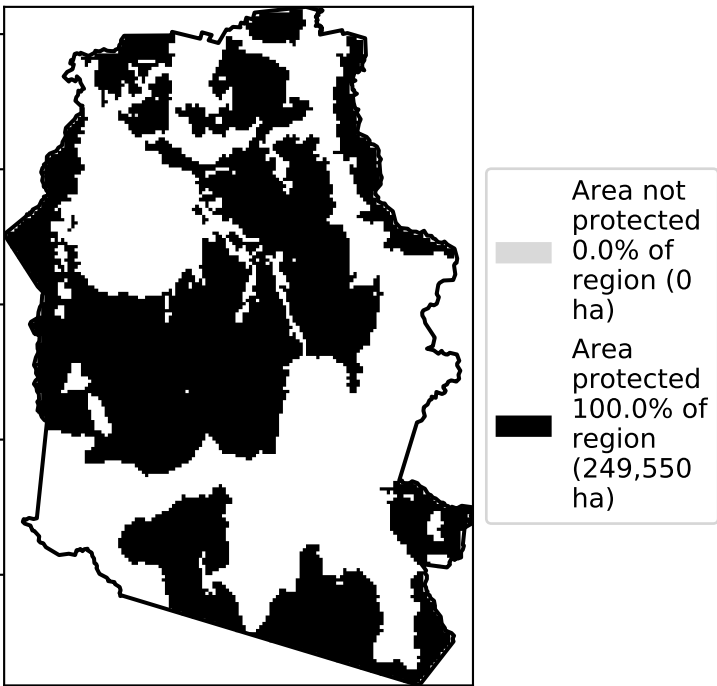 Area not
protected
0.0% of
region (0
ha)
Area
protected
100.0% of
region
(249,550
ha)